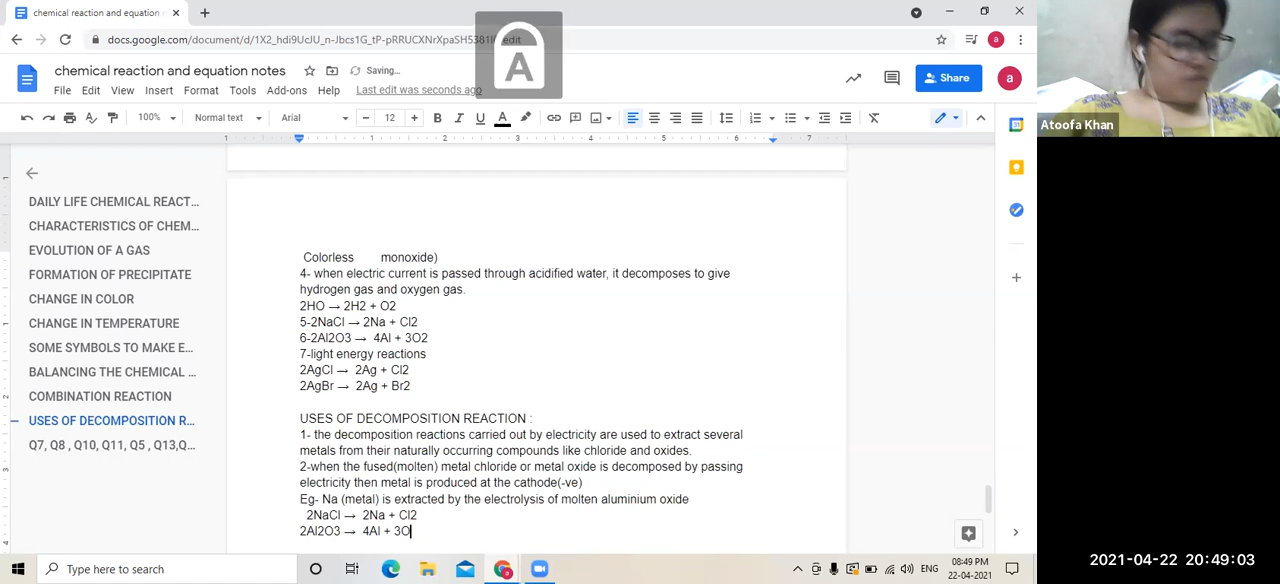 chemical reaction and equation n
docs.google.com/document/d/1X2_hdi9UcIU_n-Jbcs1G_tP-pRRUCXNrXpaSH5381I/edit
A
a
chemical reaction and equation notes
Saving...
File Edit View Insert Format Tools Add-ons Help
Last edit was seconds ago
Share
a
100% Normal text Arial 12 B I U A
1 1 2 3 4 5 6 7
DAILY LIFE CHEMICAL REACT...
CHARACTERISTICS OF CHEM...
EVOLUTION OF A GAS
FORMATION OF PRECIPITATE
CHANGE IN COLOR
CHANGE IN TEMPERATURE
SOME SYMBOLS TO MAKE E...
BALANCING THE CHEMICAL ...
COMBINATION REACTION
USES OF DECOMPOSITION R...
Q7, Q8 , Q10, Q11, Q5 , Q13,Q...
Colorless monoxide)
4- when electric current is passed through acidified water, it decomposes to give
hydrogen gas and oxygen gas.
2HO → 2H2 + O2
5-2NaCl → 2Na + Cl2
6-2Al2O3 → 4Al + 3O2
7-light energy reactions
2AgCl → 2Ag + Cl2
2AgBr → 2Ag + Br2
USES OF DECOMPOSITION REACTION :
1- the decomposition reactions carried out by electricity are used to extract several
metals from their naturally occurring compounds like chloride and oxides.
2-when the fused(molten) metal chloride or metal oxide is decomposed by passing
electricity then metal is produced at the cathode(-ve)
Eg- Na (metal) is extracted by the electrolysis of molten aluminium oxide
2NaCl → 2Na + Cl2
2Al2O3 → 4Al + 3O
Atoofa Khan
Type here to search
ENG
08:49 PM
22-04-2021
2021-04-22 20:49:03